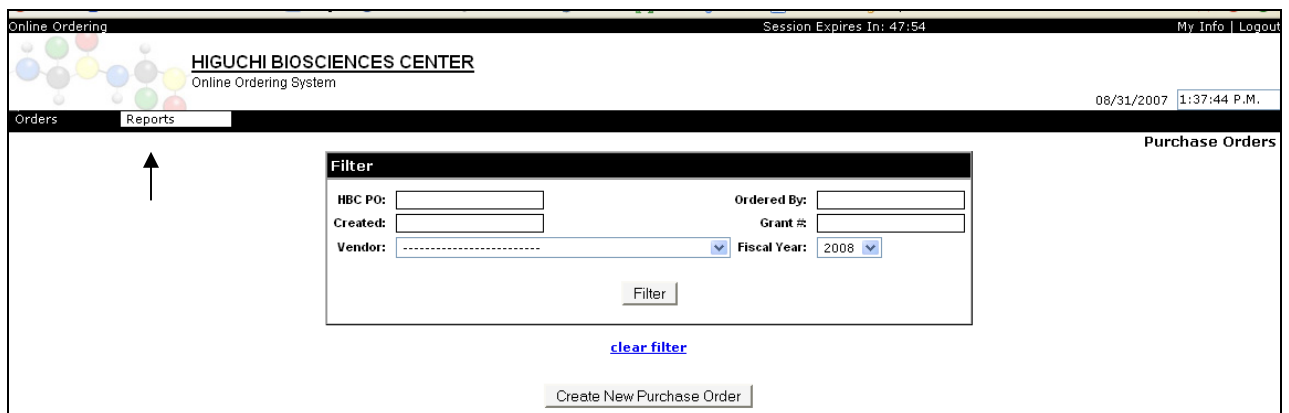 Online Ordering Session Expires In: 47:54 My Info | Logout
HIGUCHI BIOSCIENCES CENTER
Online Ordering System
08/31/2007 1:37:44 P.M.
Orders Reports
Purchase Orders
Filter
HBC PO: Ordered By:
Created: Grant #:
Vendor: ------------------------ Fiscal Year: 2008
Filter
clear filter
Create New Purchase Order